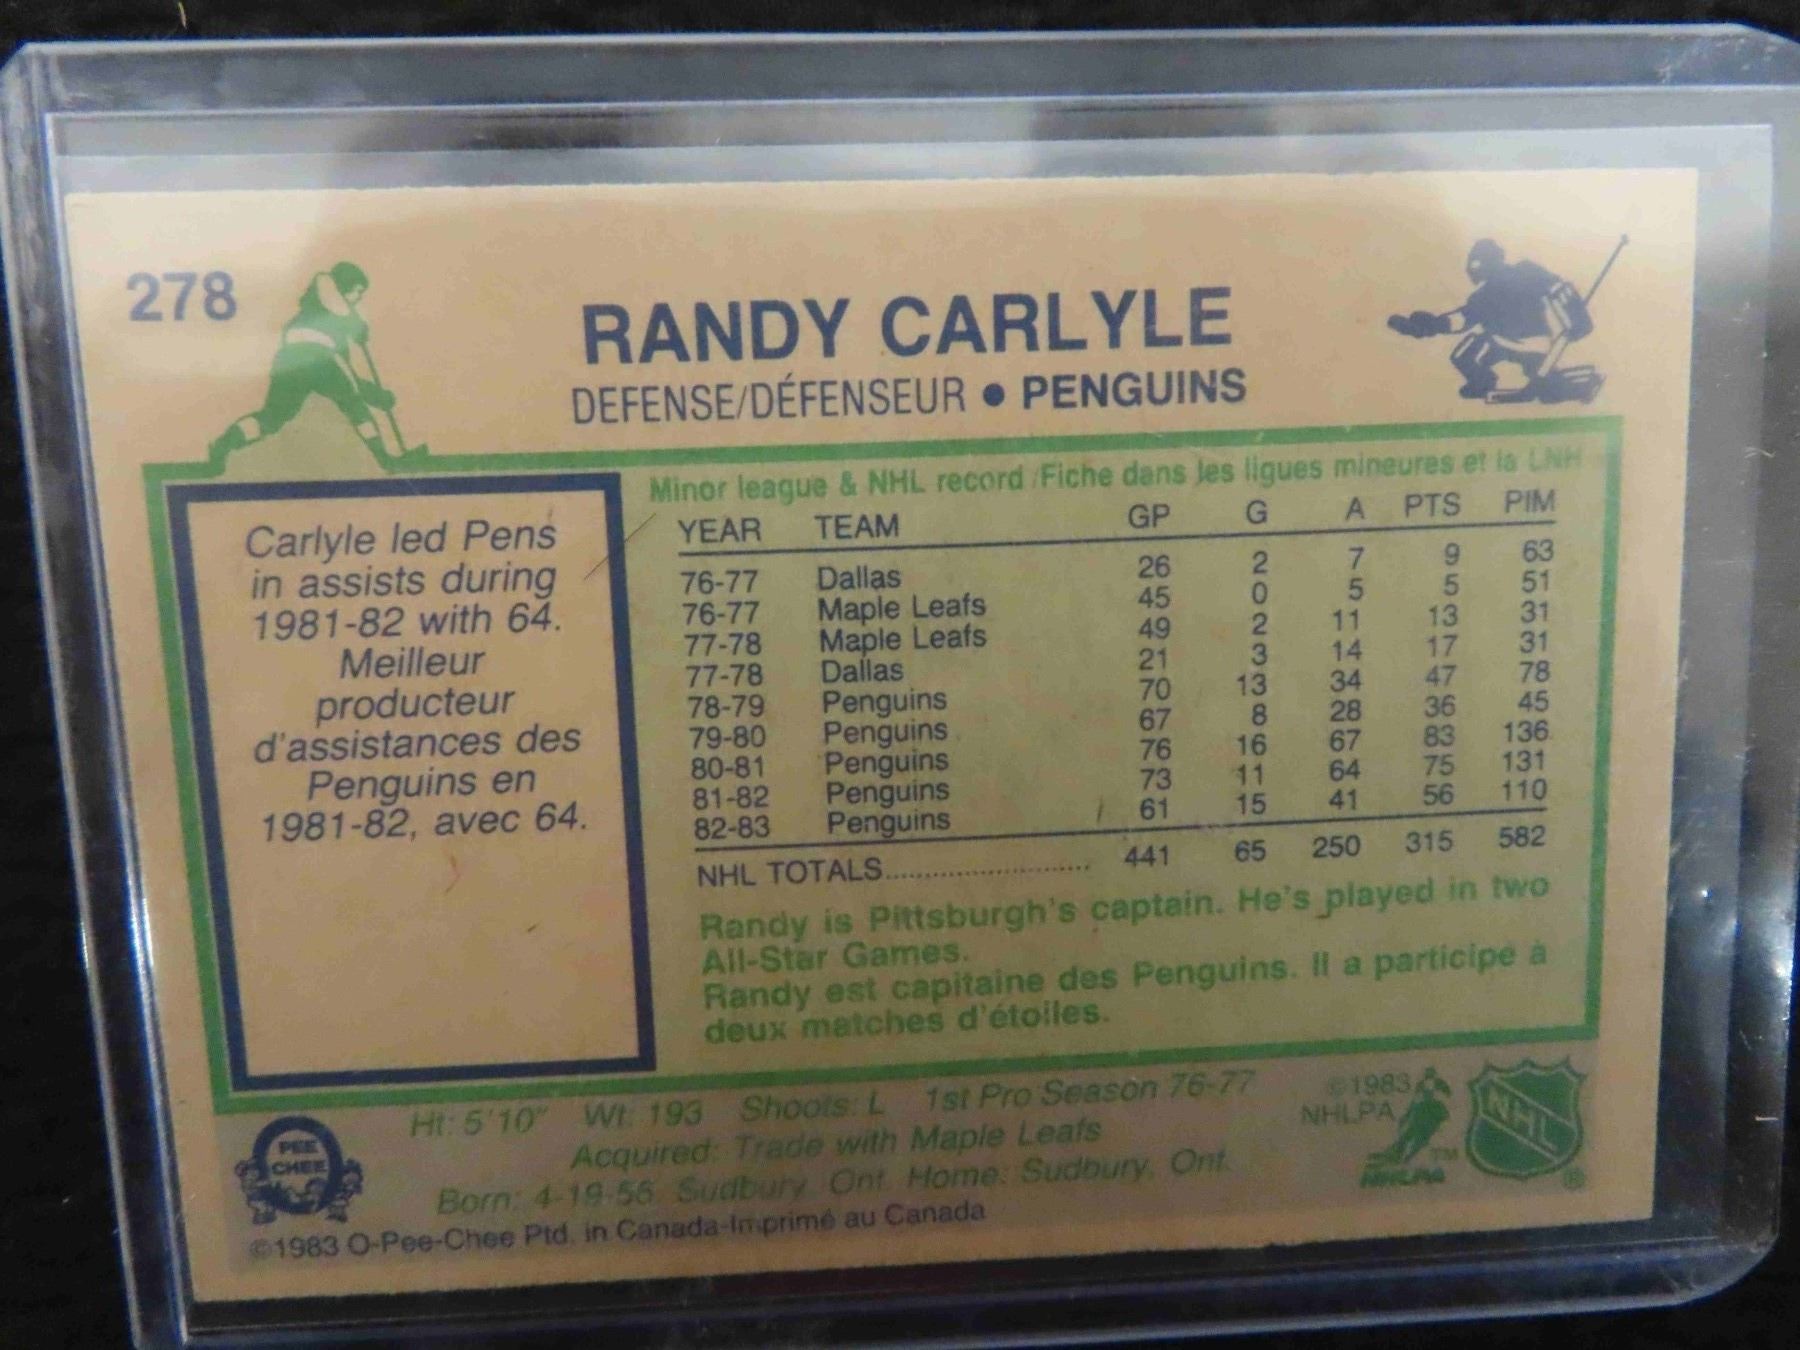 278
RANDY CARLYLE
DEFENSE/DÉFENSEUR • PENGUINS
Carlyle led Pens
in assists during
1981-82 with 64.
Meilleur
producteur
d'assistances des
Penguins en
1981-82, avec 64.
Minor league & NHL record/Fiche dans les ligues mineures et la LNH
YEAR TEAM GP G A PTS PIM
76-77 Dallas 26 2 7 9 63
76-77 Maple Leafs 45 0 5 5 51
77-78 Maple Leafs 49 2 11 13 31
77-78 Dallas 21 3 14 17 31
78-79 Penguins 70 13 34 47 78
79-80 Penguins 67 8 28 36 45
80-81 Penguins 76 16 67 83 136
81-82 Penguins 73 11 64 75 131
82-83 Penguins 61 15 41 56 110
NHL TOTALS............................ 441 65 250 315 582
Randy is Pittsburgh's captain. He's played in two
All-Star Games.
Randy est capitaine des Penguins. Il a participe à
deux matches d'étoiles.
Ht: 5'10" Wt: 193 Shoots: L 1st Pro Season 76-77
Acquired: Trade with Maple Leafs
Born: 4-19-56 Sudbury, Ont. Home: Sudbury, Ont.
©1983 O-Pee-Chee Ptd. in Canada-Imprimé au Canada
PEE
CHEE
©1983
NHLPA
TM
NHLPA
NHL
®